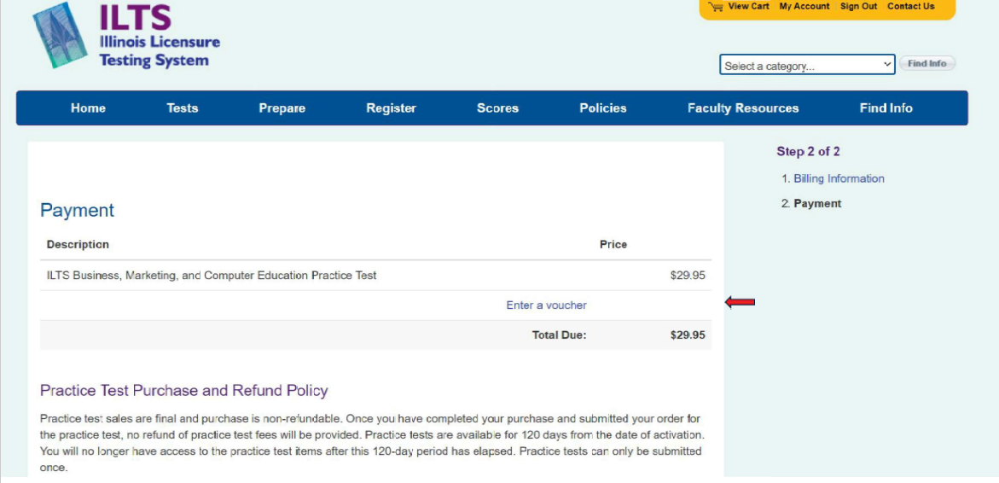 View Cart My Account Sign Out Contact Us
ILTS
Illinois Licensure
Testing System
Select a category... Find Info
Home Tests Prepare Register Scores Policies Faculty Resources Find Info
Step 2 of 2
1. Billing Information
2. Payment
Payment
Description Price
ILTS Business, Marketing, and Computer Education Practice Test $29.95
Enter a voucher
Total Due: $29.95
Practice Test Purchase and Refund Policy
Practice test sales are final and purchase is non-refundable. Once you have completed your purchase and submitted your order for
the practice test, no refund of practice test fees will be provided. Practice tests are available for 120 days from the date of activation.
You will no longer have access to the practice test items after this 120-day period has elapsed. Practice tests can only be submitted
once.